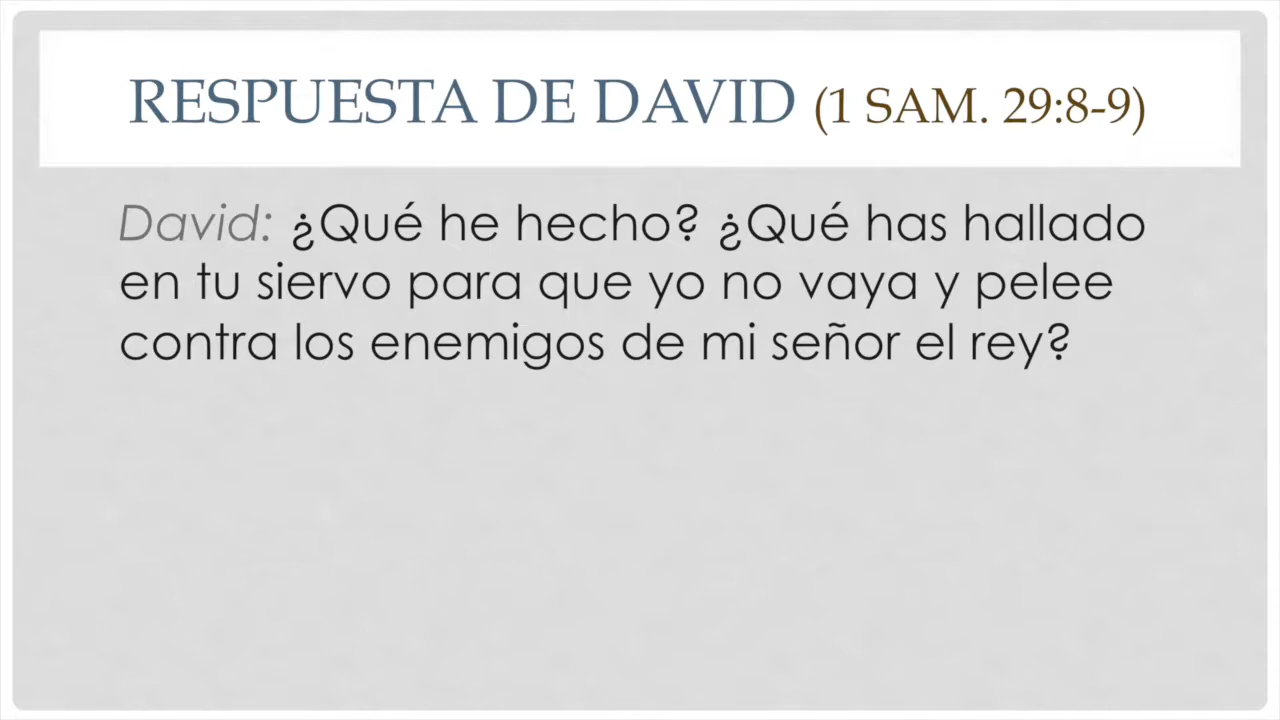 RESPUESTA DE DAVID (1 SAM. 29:8-9)
David: ¿Qué he hecho? ¿Qué has hallado
en tu siervo para que yo no vaya y pelee
contra los enemigos de mi señor el rey?